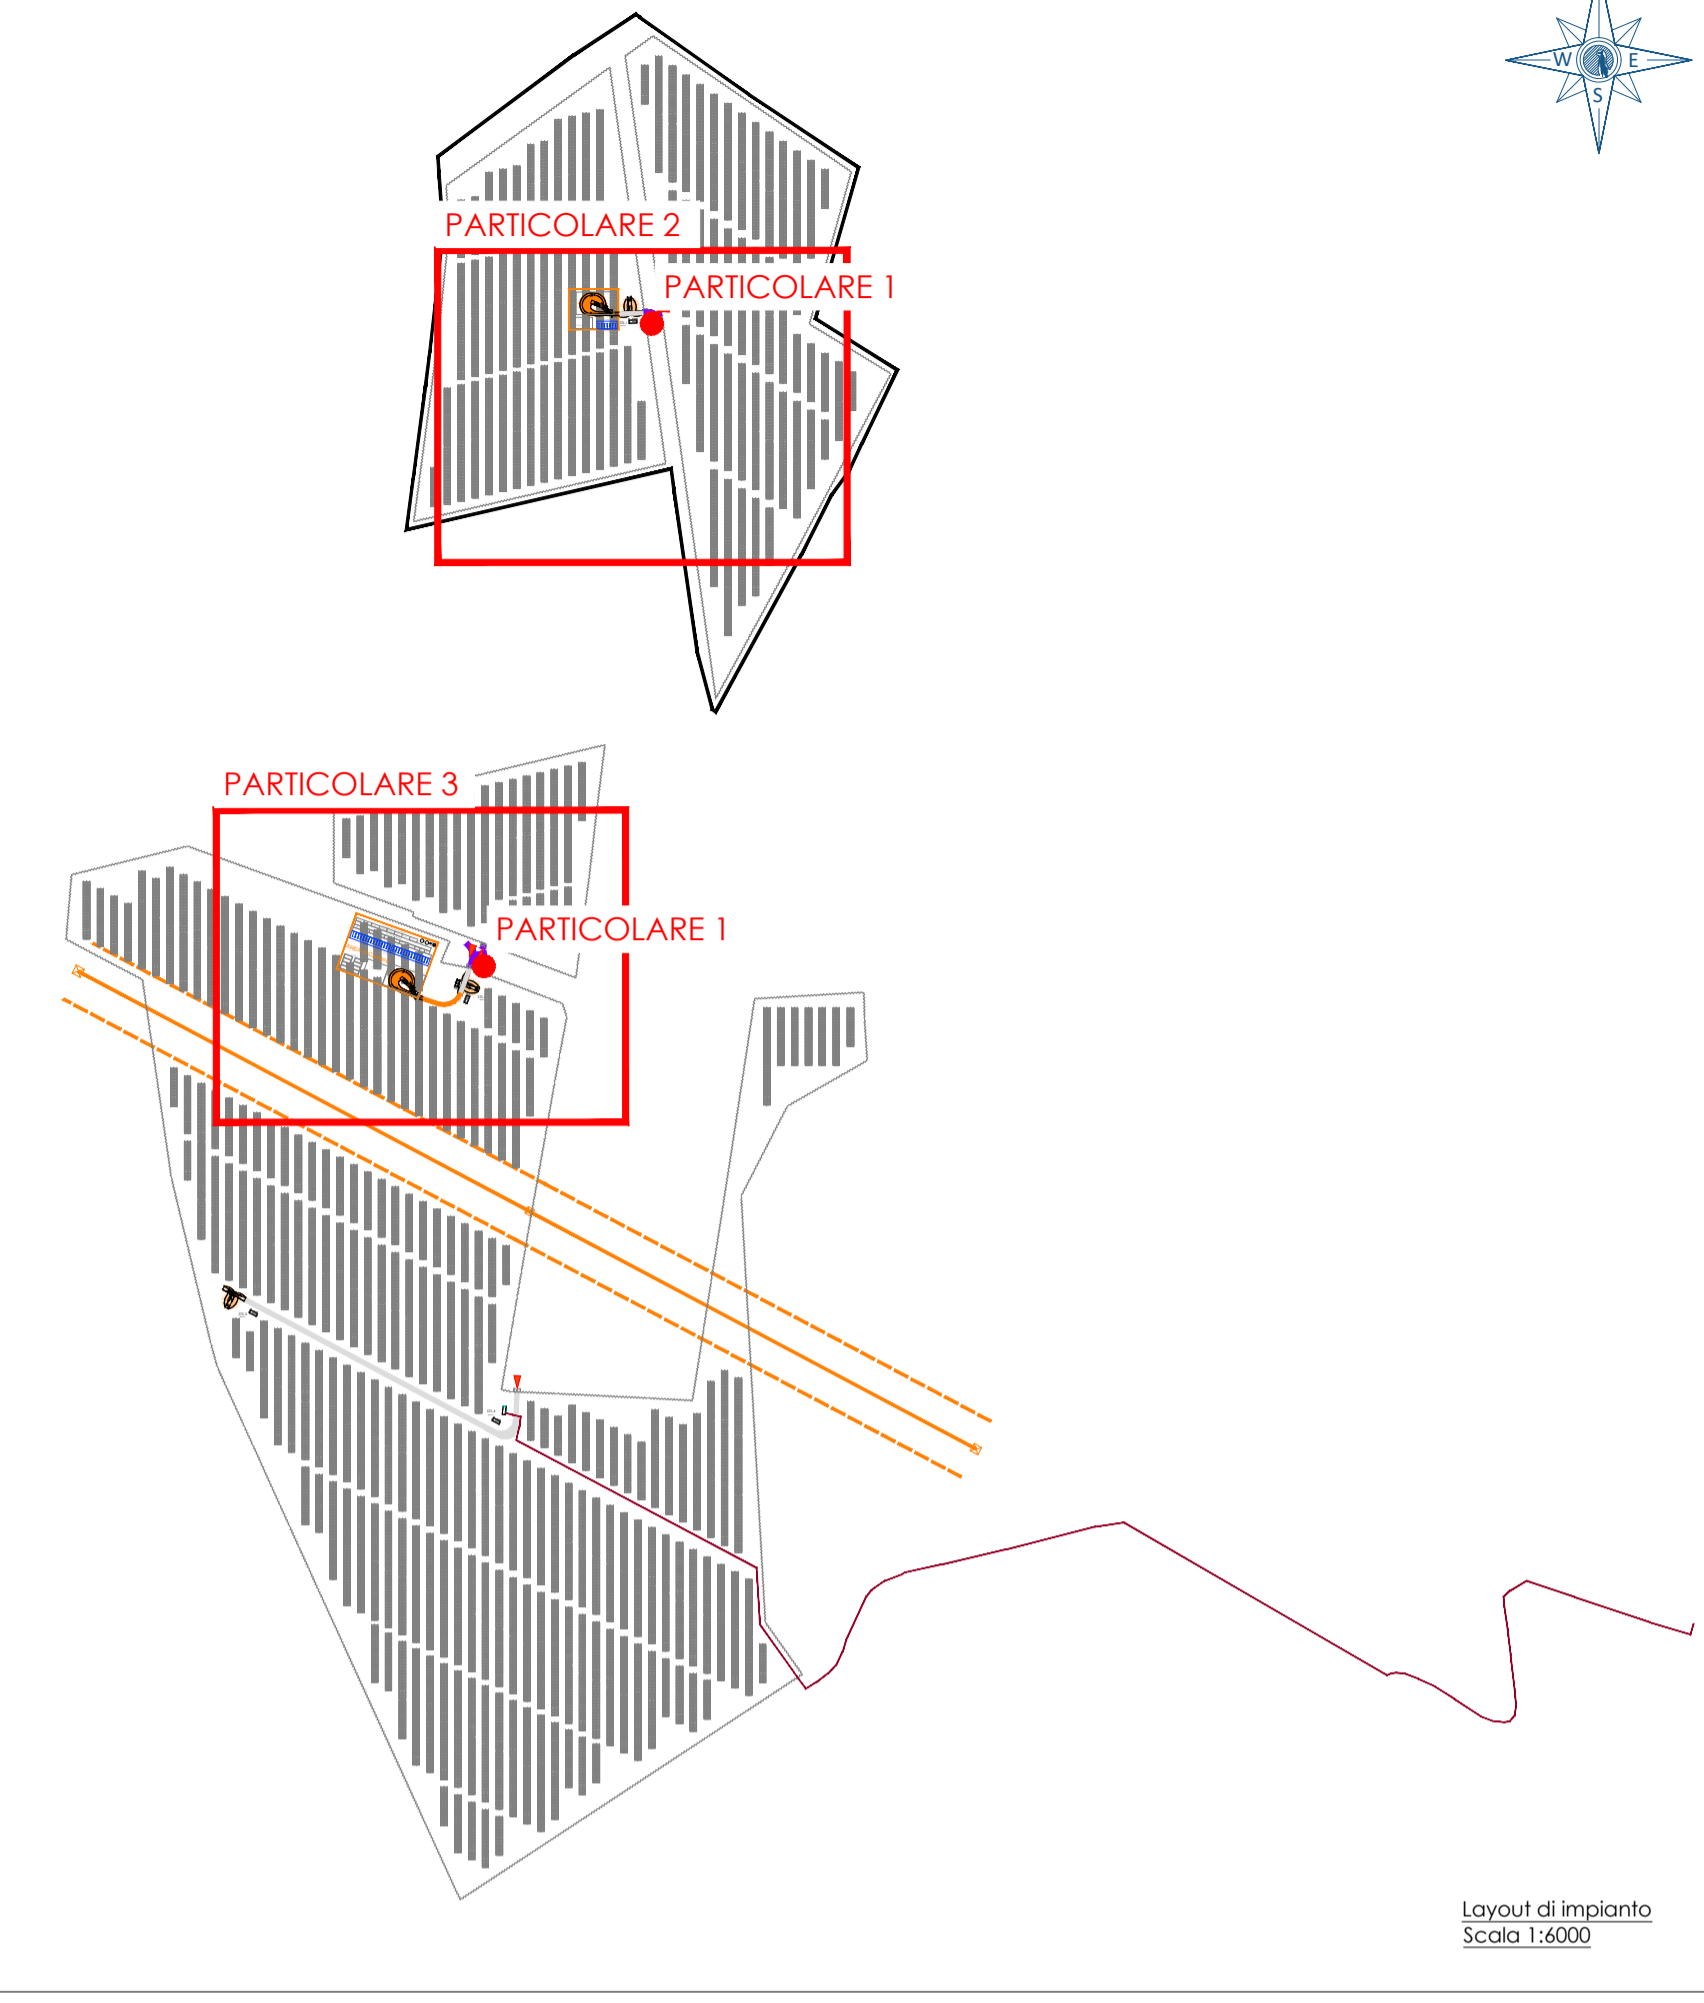 W E
S
PARTICOLARE 2
PARTICOLARE 1
PARTICOLARE 3
PARTICOLARE 1
Layout di impianto
Scala 1:6000